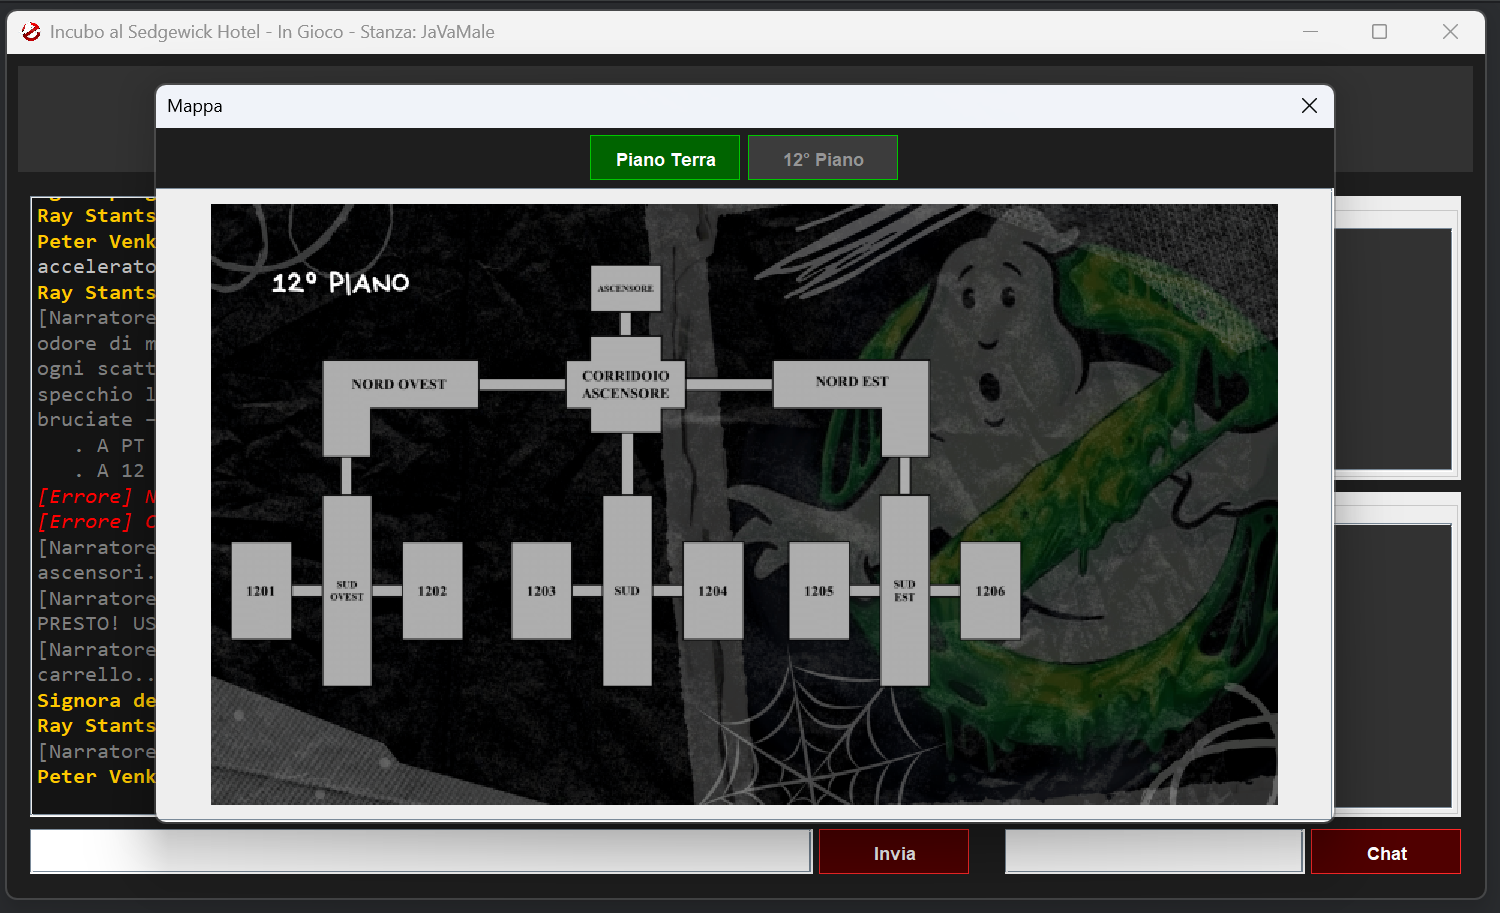 Incubo al Sedgewick Hotel - In Gioco - Stanza: JaVaMale
Mappa
Piano Terra
12° Piano
Ray Stants
Peter Venk
accelerato
Ray Stants
[Narratore
odore di m
ogni scatt
specchio l
bruciate –
. A PT
. A 12
[Errore] N
[Errore] C
[Narratore
ascensori.
[Narratore
PRESTO! US
[Narratore
carrello..
Signora de
Ray Stants
[Narratore
Peter Venk
12° PIANO
ASCENSORE
NORD OVEST
CORRIDOIO
ASCENSORE
NORD EST
1201
SUD
OVEST
1202
1203
SUD
1204
1205
SUD
EST
1206
Invia
Chat